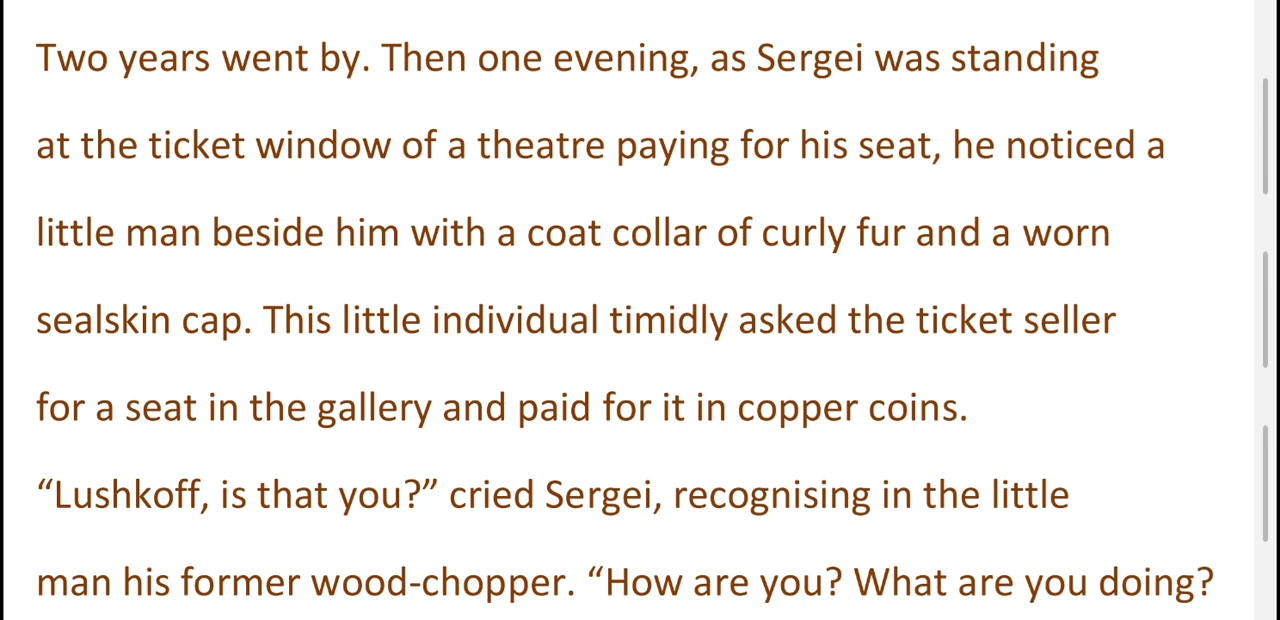 Two years went by. Then one evening, as Sergei was standing
at the ticket window of a theatre paying for his seat, he noticed a
little man beside him with a coat collar of curly fur and a worn
sealskin cap. This little individual timidly asked the ticket seller
for a seat in the gallery and paid for it in copper coins.
“Lushkoff, is that you?” cried Sergei, recognising in the little
man his former wood-chopper. “How are you? What are you doing?